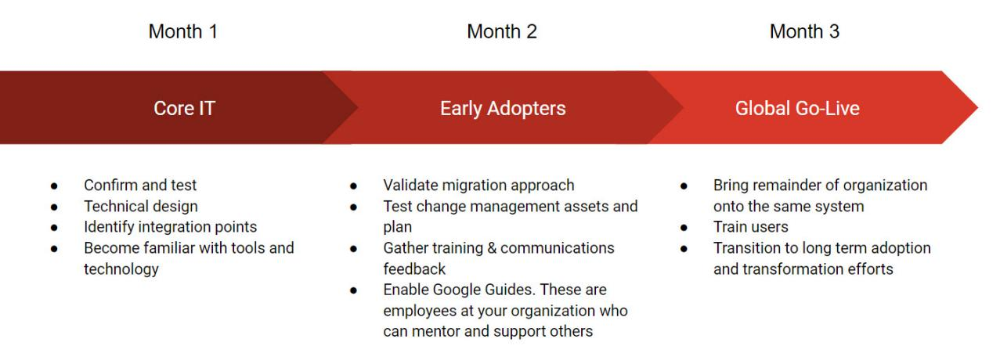 Month 1
Month 2
Month 3
Core IT
Early Adopters
Global Go-Live
● Confirm and test
● Technical design
● Identify integration points
● Become familiar with tools and
technology
● Validate migration approach
● Test change management assets and
plan
● Gather training & communications
feedback
● Enable Google Guides. These are
employees at your organization who
can mentor and support others
● Bring remainder of organization
onto the same system
● Train users
● Transition to long term adoption
and transformation efforts